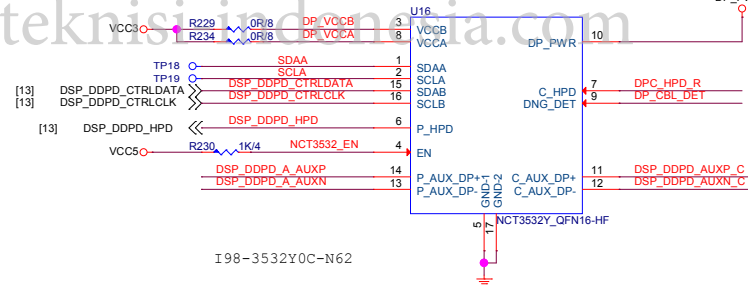 teknisi-indonesia.com
U16
VCC3 R229 0R/8 DP_VCCB 3 VCCB
R234 0R/8 DP_VCCA 8 VCCA DP_PWR 10
TP18 SDAA 1 SDAA
TP19 SCLA 2 SCLA
[13] DSP_DDPD_CTRLDATA DSP_DDPD_CTRLDATA 15 SDAB C_HPD 7 DPC_HPD_R
[13] DSP_DDPD_CTRLCLK DSP_DDPD_CTRLCLK 16 SCLB DNG_DET 9 DP_CBL_DET
[13] DSP_DDPD_HPD DSP_DDPD_HPD 6 P_HPD
VCC5 R230 1K/4 NCT3532_EN 4 EN
DSP_DDPD_A_AUXP 14 P_AUX_DP+ C_AUX_DP+ 11 DSP_DDPD_AUXP_C
DSP_DDPD_A_AUXN 13 P_AUX_DP- C_AUX_DP- 12 DSP_DDPD_AUXN_C
GND-1
GND-2
5
17
NCT3532Y_QFN16-HF
I98-3532Y0C-N62